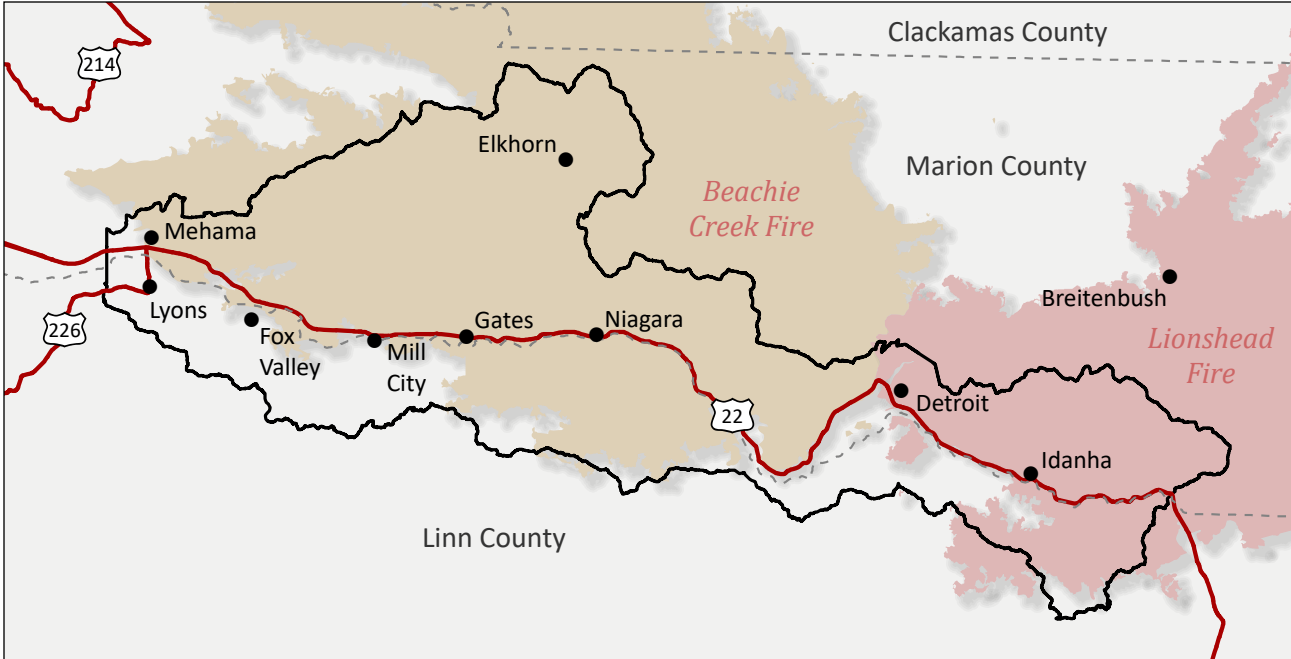 Clackamas County
214
Elkhorn
Marion County
Beachie
Creek Fire
Mehama
Breitenbush
Lyons
226
Fox
Valley
Gates
Niagara
Mill
City
Lionshead
Fire
22
Detroit
Idanha
Linn County